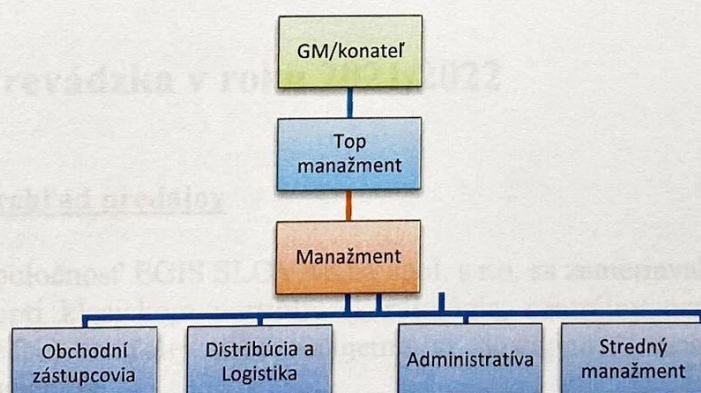 GM/konateľ
Top
manažment
Manažment
Obchodní
zástupcovia
Distribúcia a
Logistika
Administratíva
Stredný
manažment